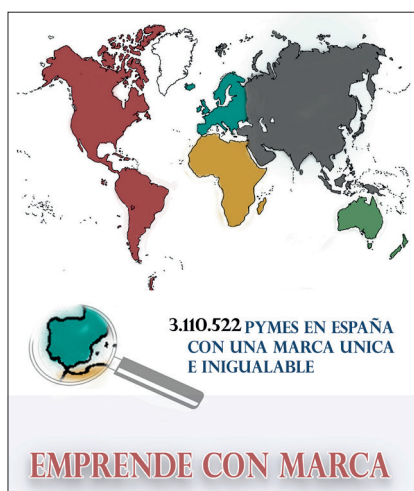 3.110.522 PYMES EN ESPAÑA
CON UNA MARCA UNICA
E INIGUALABLE
EMPRENDE CON MARCA